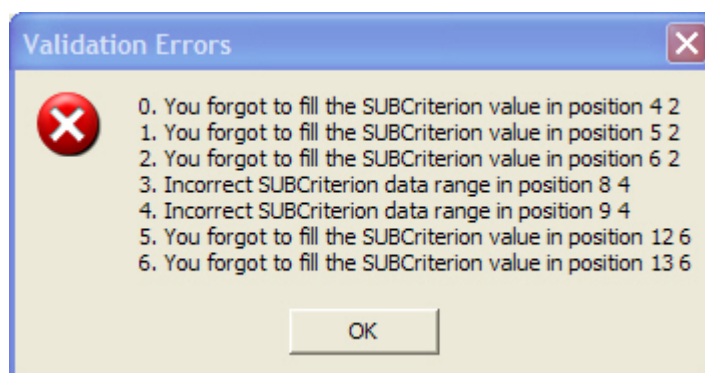 Validation Errors
0. You forgot to fill the SUBCriterion value in position 4 2
1. You forgot to fill the SUBCriterion value in position 5 2
2. You forgot to fill the SUBCriterion value in position 6 2
3. Incorrect SUBCriterion data range in position 8 4
4. Incorrect SUBCriterion data range in position 9 4
5. You forgot to fill the SUBCriterion value in position 12 6
6. You forgot to fill the SUBCriterion value in position 13 6
OK